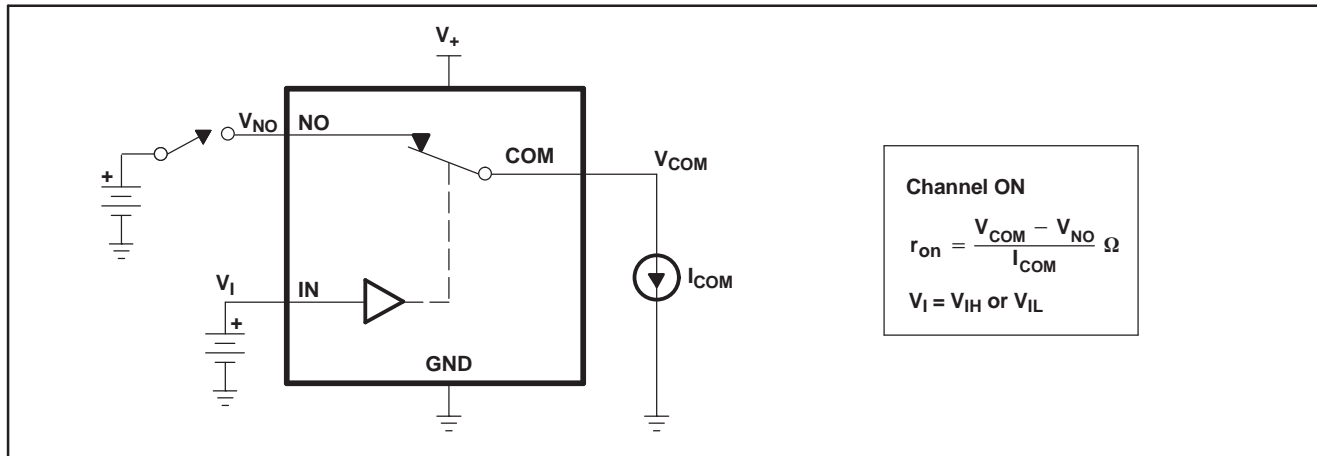 V+
+
VNO
NO
COM
VCOM
+
VI
IN
ICOM
GND
Channel ON
ron = VCOM − VNO / ICOM Ω
VI = VIH or VIL